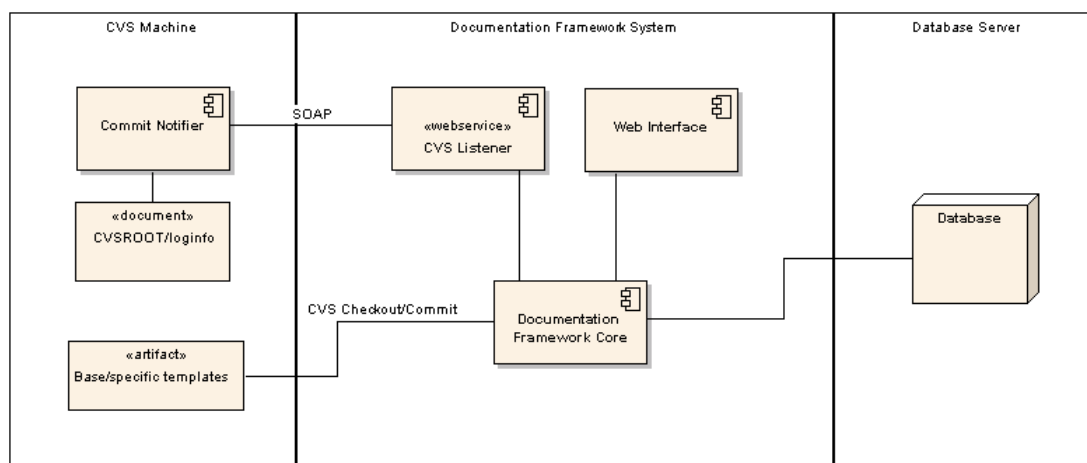 CVS Machine
Documentation Framework System
Database Server
Commit Notifier
SOAP
«webservice»
CVS Listener
Web Interface
«document»
CVSROOT/loginfo
Database
CVS Checkout/Commit
Documentation
Framework Core
«artifact»
Base/specific templates